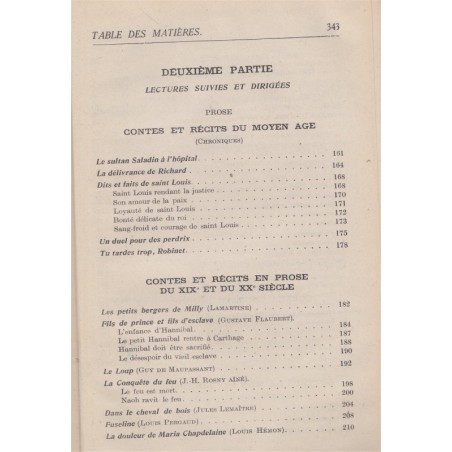 TABLE DES MATIÈRES. 343
DEUXIÈME PARTIE
LECTURES SUIVIES ET DIRIGÉES
PROSE
CONTES ET RÉCITS DU MOYEN AGE
(CHRONIQUES)
Le sultan Saladin à l'hôpital. 161
La délivrance de Richard 164
Dits et faits de saint Louis 168
Saint Louis rendant la justice 168
Son amour de la paix 170
Loyauté de saint Louis 171
Bonté délicate du roi 172
Sang-froid et courage de saint Louis 173
Un duel pour des perdrix 175
Tu tardes trop, Robinet. 178
CONTES ET RÉCITS EN PROSE
DU XIXe ET DU XXe SIÈCLE
Les petits bergers de Milly (LAMARTINE) 182
Fils de prince et fils d'esclave (GUSTAVE FLAUBERT).
L'enfance d'Hannibal. 184
Le petit Hannibal rentre à Carthage 187
Hannibal doit être sacrifié. 188
Le désespoir du vieil esclave 190
Le Loup (GUY DE MAUPASSANT) 192
La Conquête du feu (J.-H. ROSNY AÎNÉ).
Le feu est mort. 198
Naoh ravit le feu. 200
Dans le cheval de bois (JULES LEMAÎTRE) 204
Fuseline (LOUIS PERGAUD) 208
La douleur de Maria Chapdelaine (LOUIS HÉMON). 210